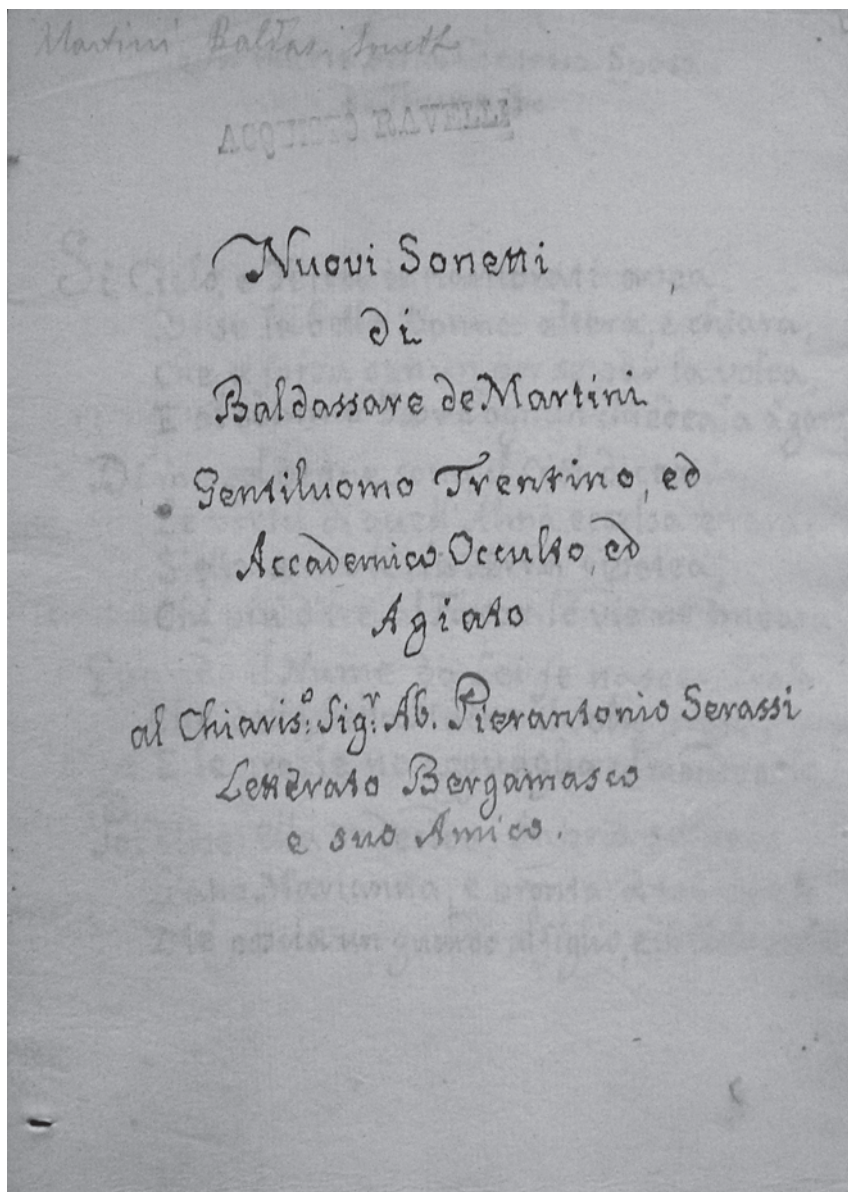 Martini Baldas. Sonetti
ACQUISTO RAVELLI
Nuovi Sonetti
di
Baldassare de Martini
Gentiluomo Trentino, ed
Accademico Occulto, ed
Agiato
al Chiaris.o Sig.r Ab. Pierantonio Serassi
Letterato Bergamasco
e suo Amico.